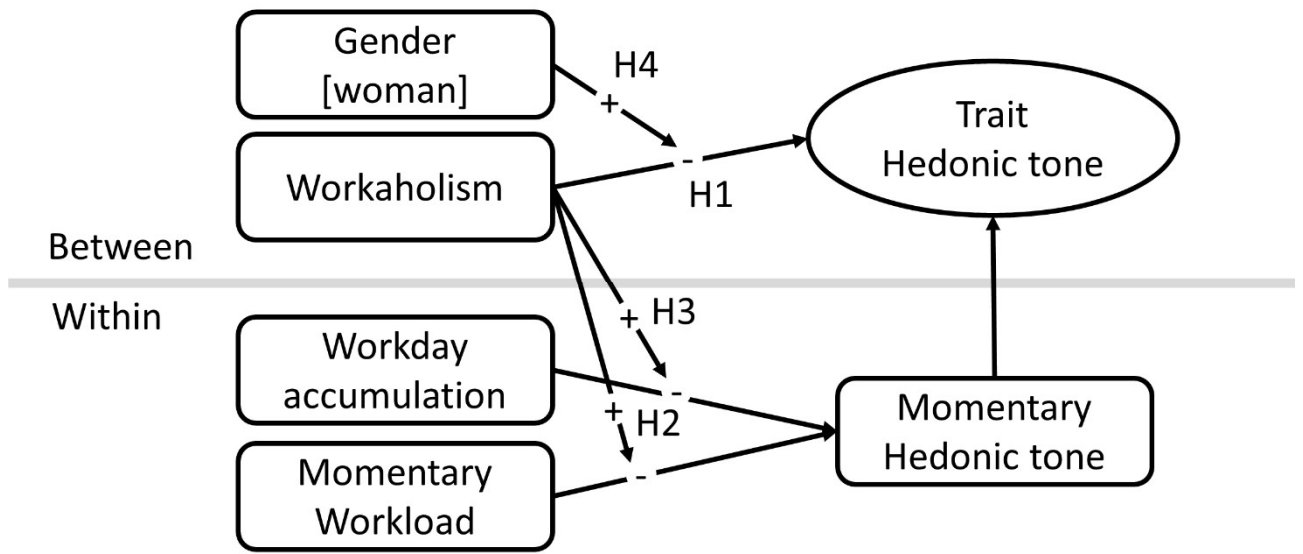 Gender
[woman]
H4
+
Trait
Hedonic tone
Workaholism
-
H1
Between
Within
H3
+
Workday
accumulation
-
+
H2
Momentary
Hedonic tone
Momentary
Workload
-